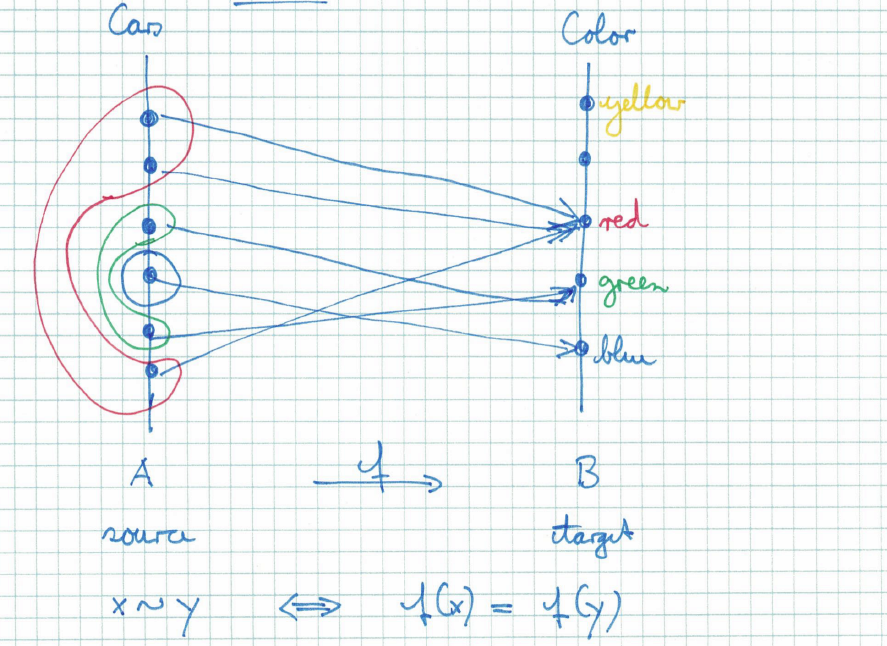 Cars
Color
yellow
red
green
blue
A
f
B
source
target
x ~ y ⟺ f(x) = f(y)